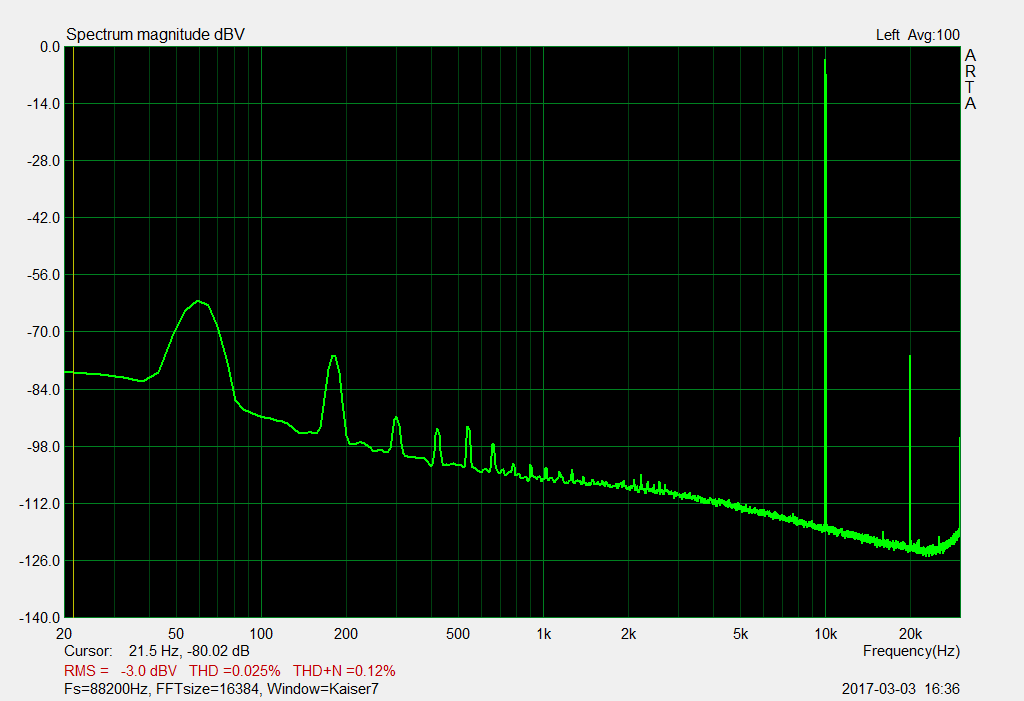 Spectrum magnitude dBV Left Avg:100
0.0
-14.0
-28.0
-42.0
-56.0
-70.0
-84.0
-98.0
-112.0
-126.0
-140.0
A
R
T
A
20 50 100 200 500 1k 2k 5k 10k 20k
Cursor: 21.5 Hz, -80.02 dB Frequency(Hz)
RMS = -3.0 dBV THD =0.025% THD+N =0.12%
Fs=88200Hz, FFTsize=16384, Window=Kaiser7 2017-03-03 16:36